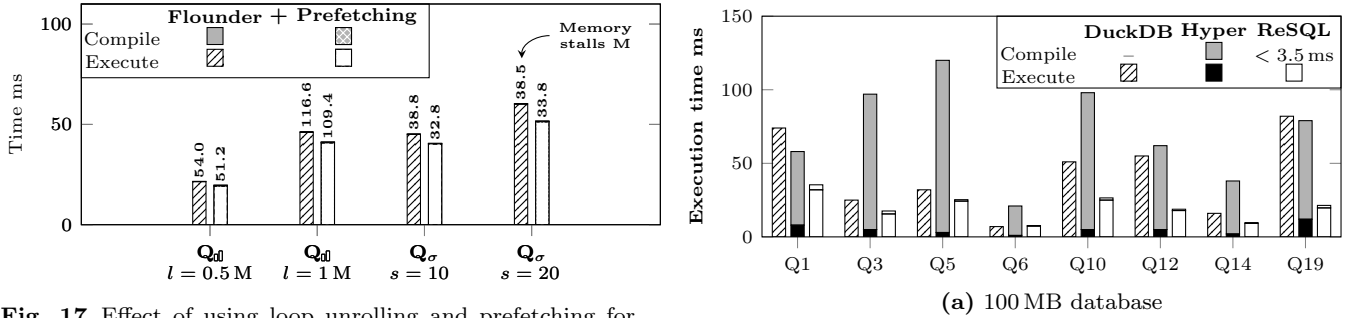 Time ms
100
50
0
Flounder + Prefetching
Compile
Execute
Memory
stalls M
54.0
51.2
116.6
109.4
38.8
32.8
38.5
33.8
l = 0.5 M
l = 1 M
Qσ
s = 10
Qσ
s = 20
Fig. 17 Effect of using loop unrolling and prefetching for
Execution time ms
150
100
50
0
DuckDB Hyper ReSQL
Compile – < 3.5 ms
Execute
Q1 Q3 Q5 Q6 Q10 Q12 Q14 Q19
(a) 100 MB database